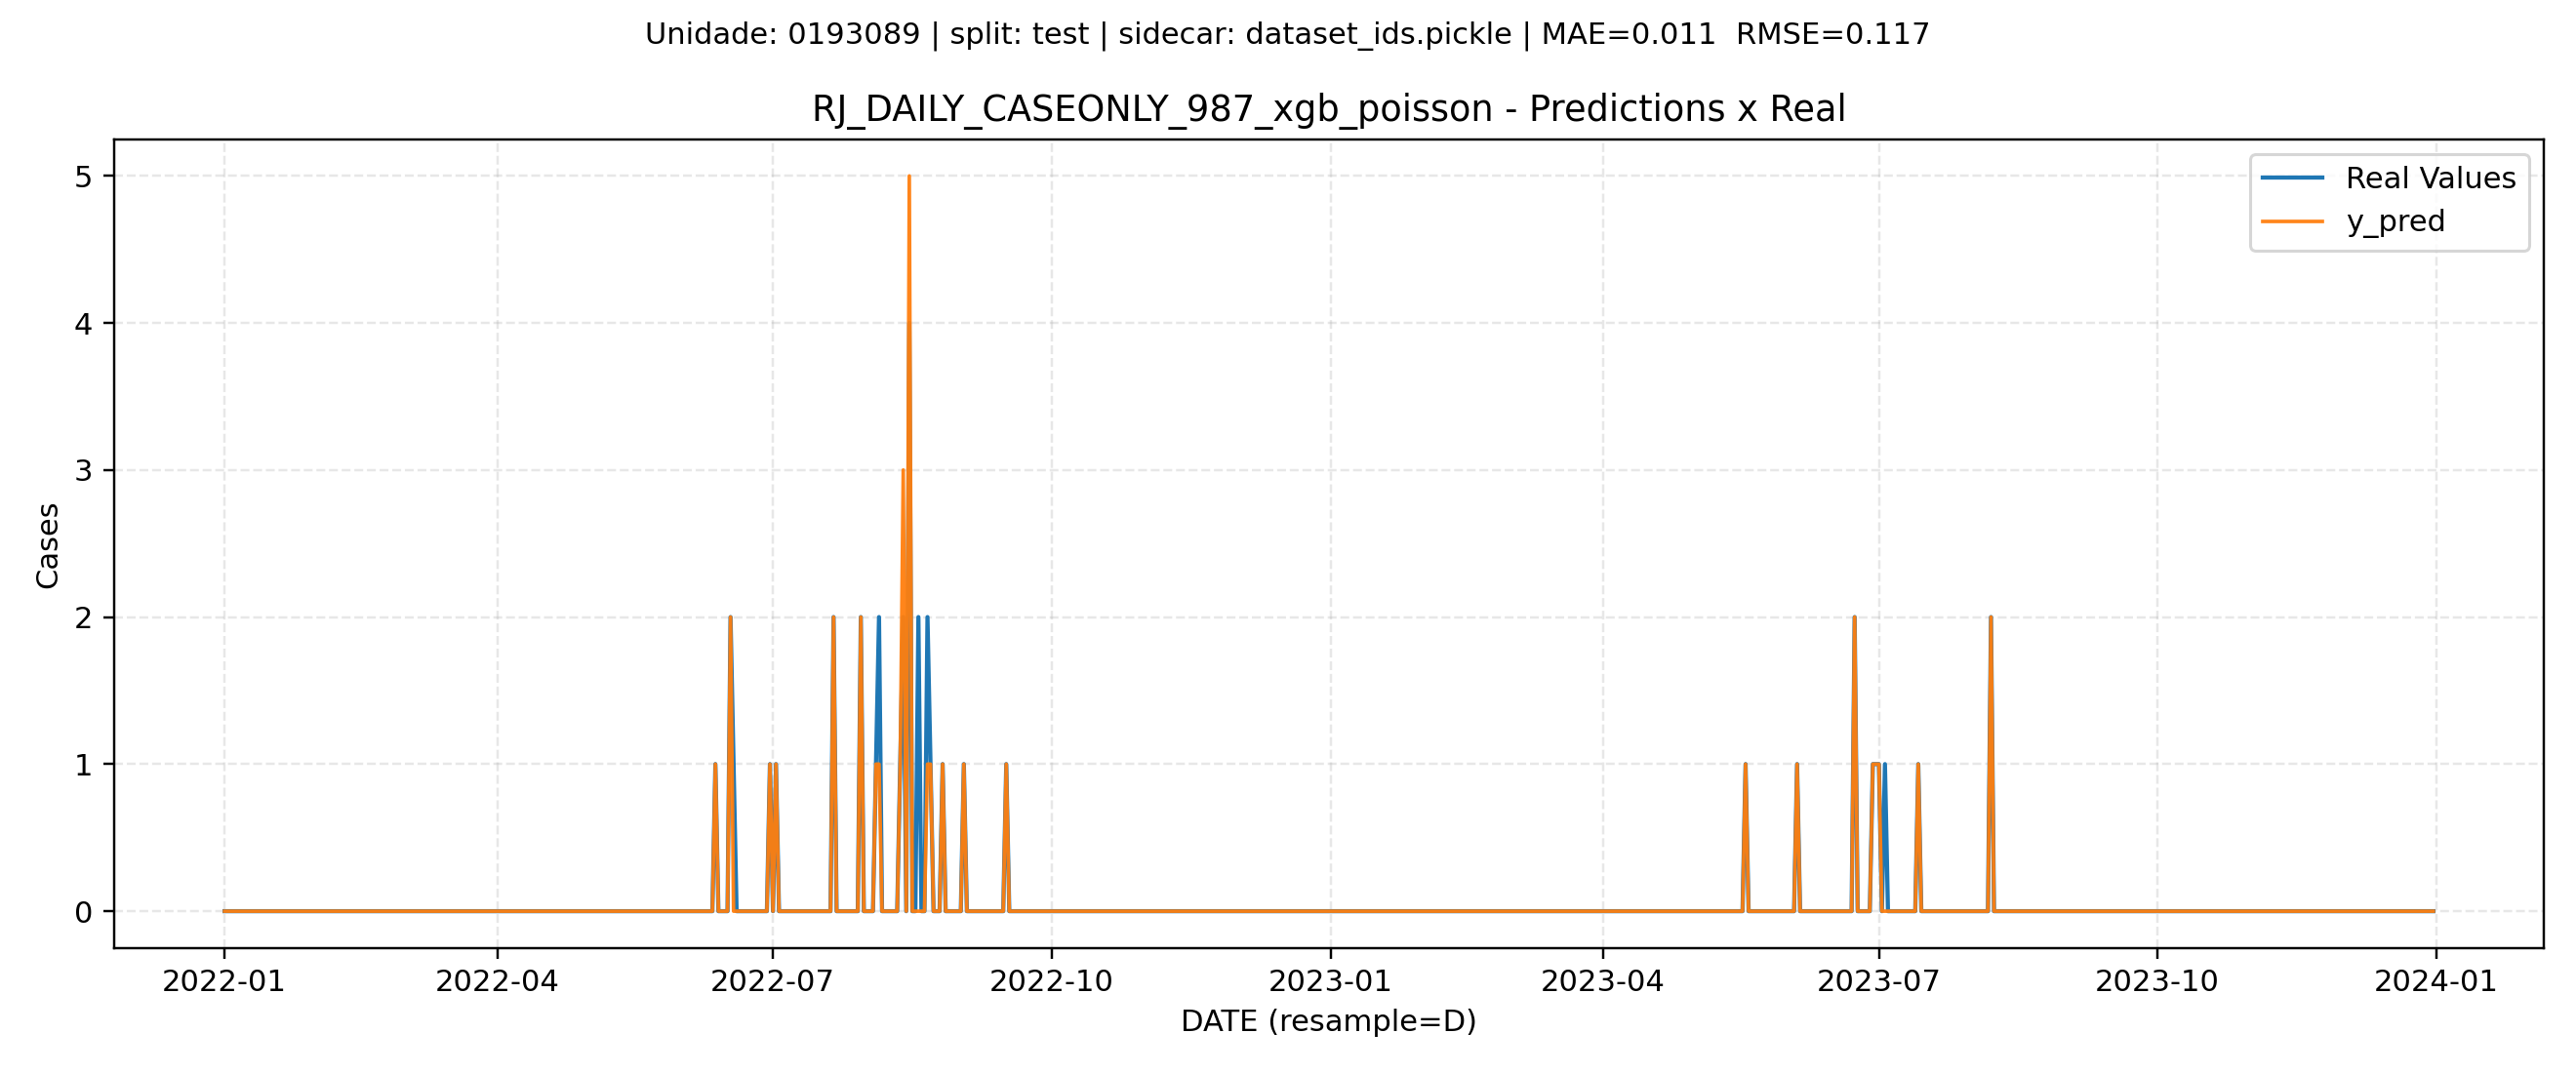 Unidade: 0193089 | split: test | sidecar: dataset_ids.pickle | MAE=0.011  RMSE=0.117
RJ_DAILY_CASEONLY_987_xgb_poisson - Predictions x Real
Real Values
y_pred
5
4
3
2
1
0
Cases
2022-01
2022-04
2022-07
2022-10
2023-01
2023-04
2023-07
2023-10
2024-01
DATE (resample=D)